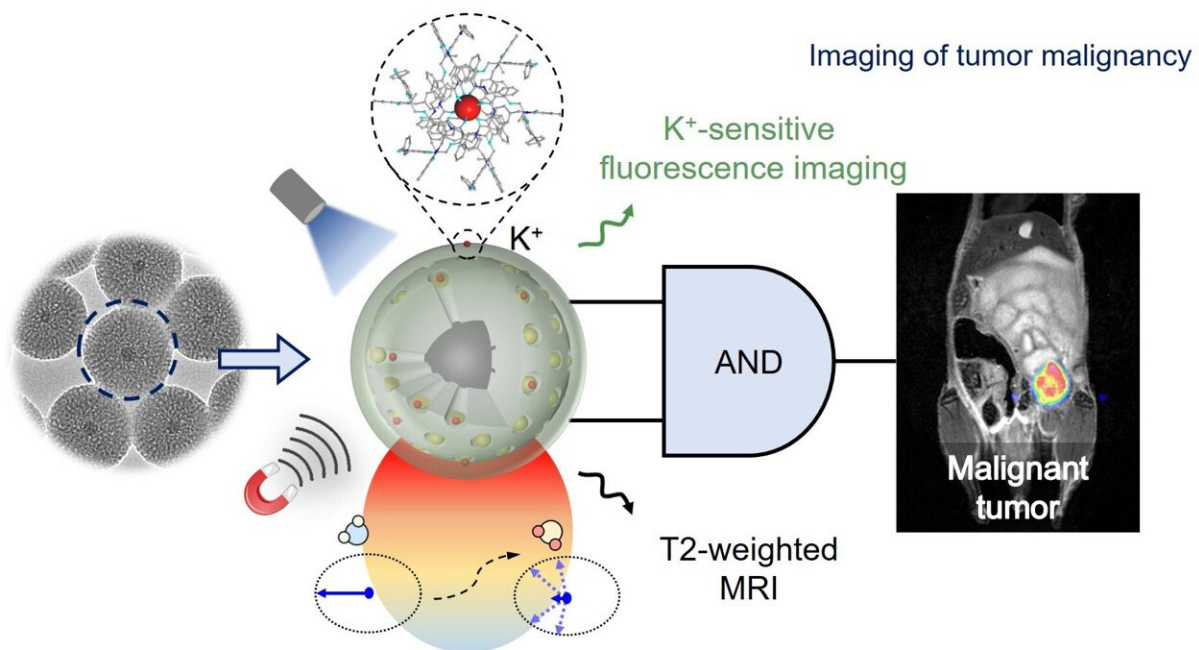 Imaging of tumor malignancy
K⁺-sensitive
fluorescence imaging
K⁺
AND
Malignant
tumor
T2-weighted
MRI